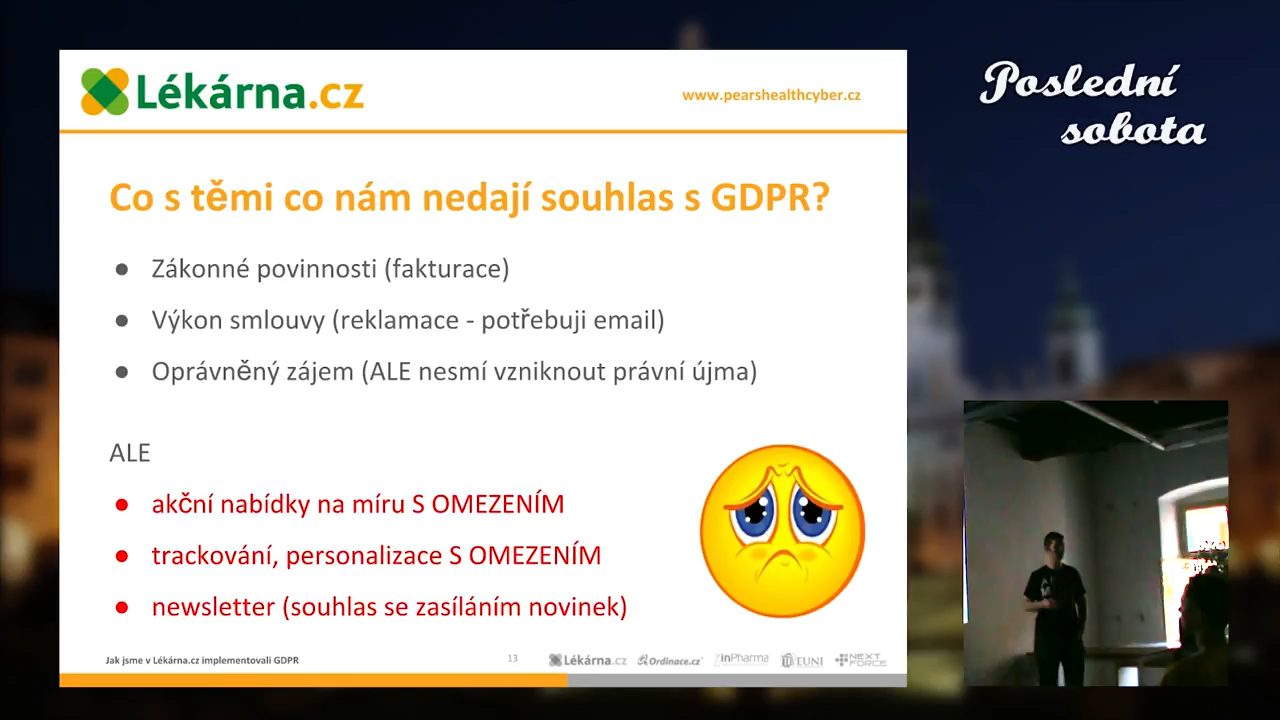 Lékárna.cz
www.pearshealthcyber.cz
Poslední
sobota
Co s těmi co nám nedají souhlas s GDPR?
● Zákonné povinnosti (fakturace)
● Výkon smlouvy (reklamace - potřebuji email)
● Oprávněný zájem (ALE nesmí vzniknout právní újma)
ALE
● akční nabídky na míru S OMEZENÍM
● trackování, personalizace S OMEZENÍM
● newsletter (souhlas se zasíláním novinek)
Jak jsme v Lékárna.cz implementovali GDPR
13
Lékárna.cz Ordinace.cz inPharma EUNI NEXT FORCE